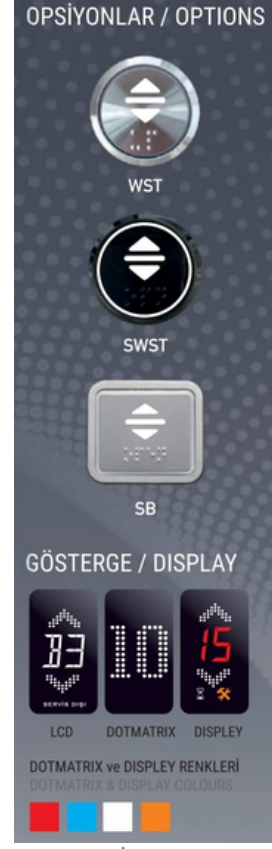 OPSİYONLAR / OPTIONS
WST
SWST
SB
GÖSTERGE / DISPLAY
B3
SERVİS DIŞI
10
15
LCD DOTMATRIX DISPLEY
DOTMATRIX ve DISPLEY RENKLERİ
DOTMATRIX & DISPLAY COLOURS